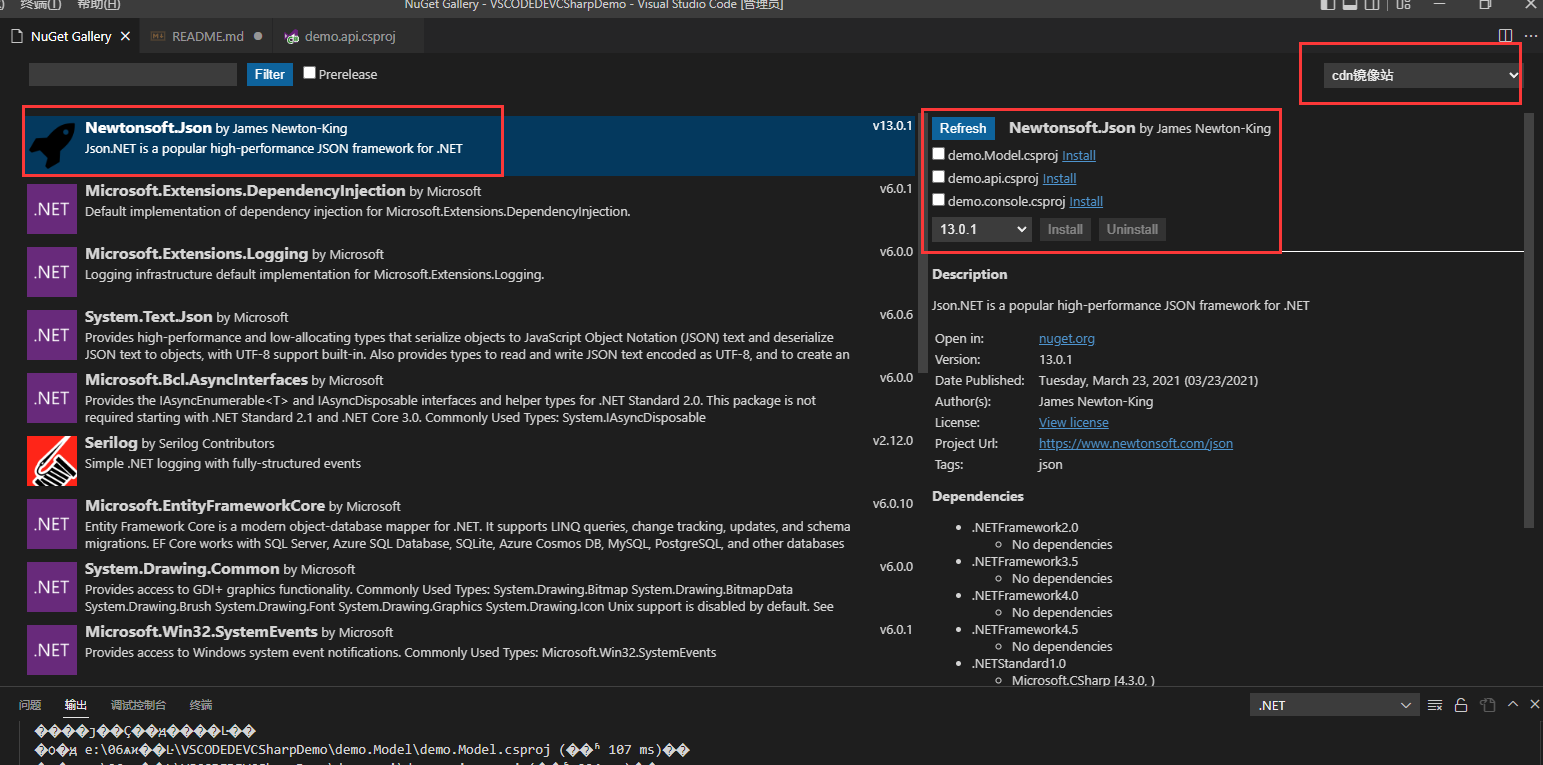 终端(T) 帮助(H) NuGet Gallery - VSCODEDEVCSharpDemo - Visual Studio Code [管理员]
NuGet Gallery README.md demo.api.csproj
Filter Prerelease cdn镜像站
Newtonsoft.Json by James Newton-King v13.0.1
Json.NET is a popular high-performance JSON framework for .NET
.NET Microsoft.Extensions.DependencyInjection by Microsoft v6.0.1
Default implementation of dependency injection for Microsoft.Extensions.DependencyInjection.
.NET Microsoft.Extensions.Logging by Microsoft v6.0.0
Logging infrastructure default implementation for Microsoft.Extensions.Logging.
.NET System.Text.Json by Microsoft v6.0.6
Provides high-performance and low-allocating types that serialize objects to JavaScript Object Notation (JSON) text and deserialize
JSON text to objects, with UTF-8 support built-in. Also provides types to read and write JSON text encoded as UTF-8, and to create an
.NET Microsoft.Bcl.AsyncInterfaces by Microsoft v6.0.0
Provides the IAsyncEnumerable<T> and IAsyncDisposable interfaces and helper types for .NET Standard 2.0. This package is not
required starting with .NET Standard 2.1 and .NET Core 3.0. Commonly Used Types: System.IAsyncDisposable
Serilog by Serilog Contributors v2.12.0
Simple .NET logging with fully-structured events
.NET Microsoft.EntityFrameworkCore by Microsoft v6.0.10
Entity Framework Core is a modern object-database mapper for .NET. It supports LINQ queries, change tracking, updates, and schema
migrations. EF Core works with SQL Server, Azure SQL Database, SQLite, Azure Cosmos DB, MySQL, PostgreSQL, and other databases
.NET System.Drawing.Common by Microsoft v6.0.0
Provides access to GDI+ graphics functionality. Commonly Used Types: System.Drawing.Bitmap System.Drawing.BitmapData
System.Drawing.Brush System.Drawing.Font System.Drawing.Graphics System.Drawing.Icon Unix support is disabled by default. See
.NET Microsoft.Win32.SystemEvents by Microsoft v6.0.1
Provides access to Windows system event notifications. Commonly Used Types: Microsoft.Win32.SystemEvents
Refresh Newtonsoft.Json by James Newton-King
demo.Model.csproj Install
demo.api.csproj Install
demo.console.csproj Install
13.0.1 Install Uninstall
Description
Json.NET is a popular high-performance JSON framework for .NET
Open in: nuget.org
Version: 13.0.1
Date Published: Tuesday, March 23, 2021 (03/23/2021)
Author(s): James Newton-King
License: View license
Project Url: https://www.newtonsoft.com/json
Tags: json
Dependencies
.NETFramework2.0
No dependencies
.NETFramework3.5
No dependencies
.NETFramework4.0
No dependencies
.NETFramework4.5
No dependencies
.NETStandard1.0
Microsoft.CSharp [4.3.0, )
问题 输出 调试控制台 终端 .NET
e:\06 \VSCODEDEVCSharpDemo\demo.Model\demo.Model.csproj ( 107 ms)